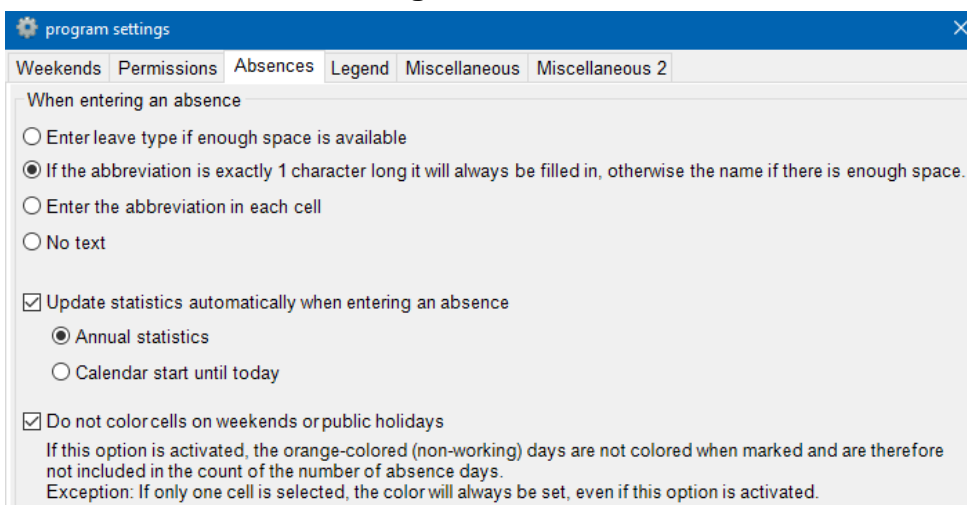 program settings
Weekends Permissions Absences Legend Miscellaneous Miscellaneous 2
When entering an absence
Enter leave type if enough space is available
If the abbreviation is exactly 1 character long it will always be filled in, otherwise the name if there is enough space.
Enter the abbreviation in each cell
No text
Update statistics automatically when entering an absence
Annual statistics
Calendar start until today
Do not color cells on weekends or public holidays
If this option is activated, the orange-colored (non-working) days are not colored when marked and are therefore
not included in the count of the number of absence days.
Exception: If only one cell is selected, the color will always be set, even if this option is activated.